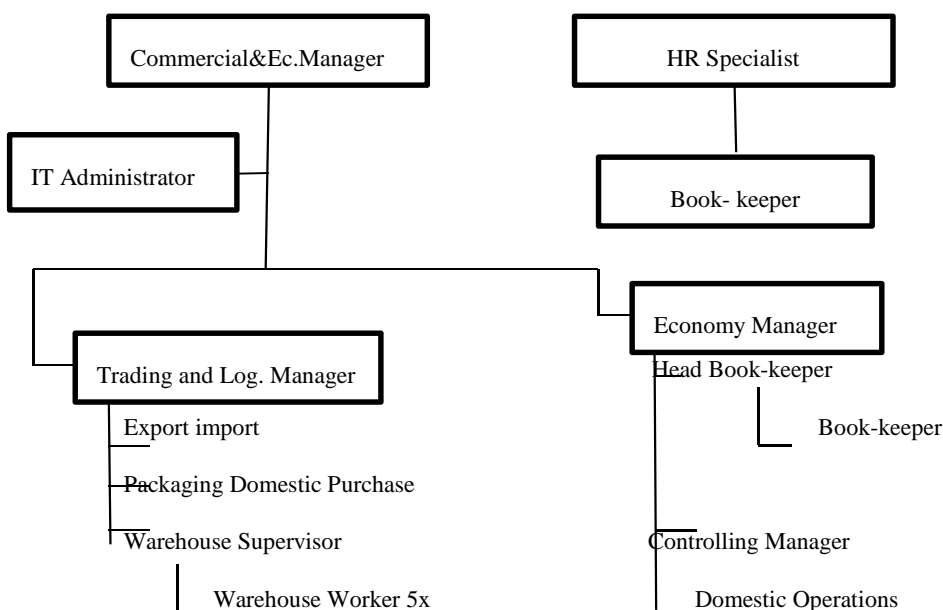 Commercial&Ec.Manager
HR Specialist
IT Administrator
Book- keeper
Economy Manager
Trading and Log. Manager
Head Book-keeper
Export import
Book-keeper
Packaging Domestic Purchase
Warehouse Supervisor
Controlling Manager
Warehouse Worker 5x
Domestic Operations